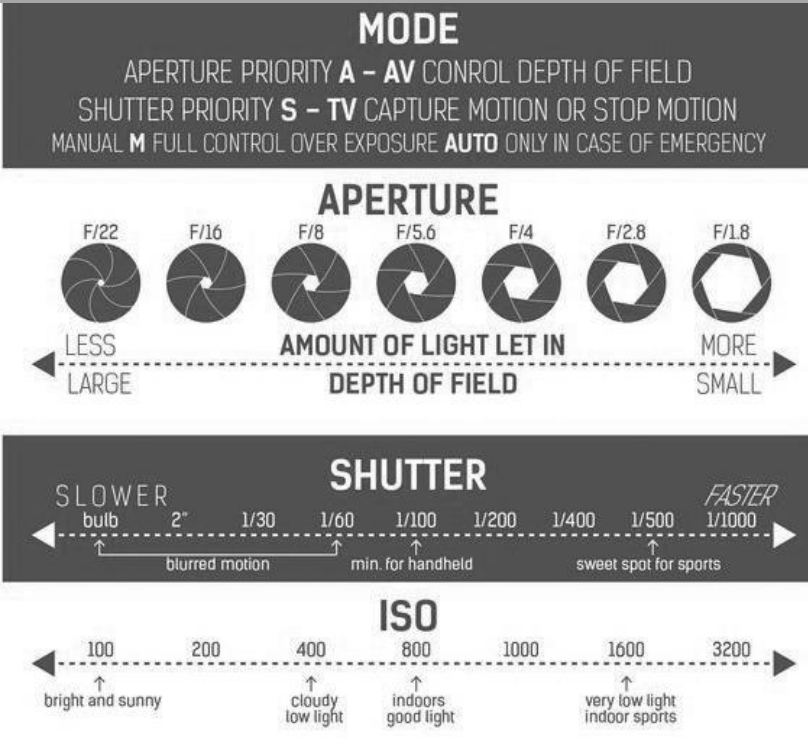 MODE
APERTURE PRIORITY A – AV CONROL DEPTH OF FIELD
SHUTTER PRIORITY S – TV CAPTURE MOTION OR STOP MOTION
MANUAL M FULL CONTROL OVER EXPOSURE AUTO ONLY IN CASE OF EMERGENCY
APERTURE
F/22 F/16 F/8 F/5.6 F/4 F/2.8 F/1.8
LESS AMOUNT OF LIGHT LET IN MORE
LARGE DEPTH OF FIELD SMALL
SHUTTER
SLOWER FASTER
bulb 2" 1/30 1/60 1/100 1/200 1/400 1/500 1/1000
blurred motion min. for handheld sweet spot for sports
ISO
100 200 400 800 1000 1600 3200
bright and sunny cloudy indoors very low light
low light good light indoor sports